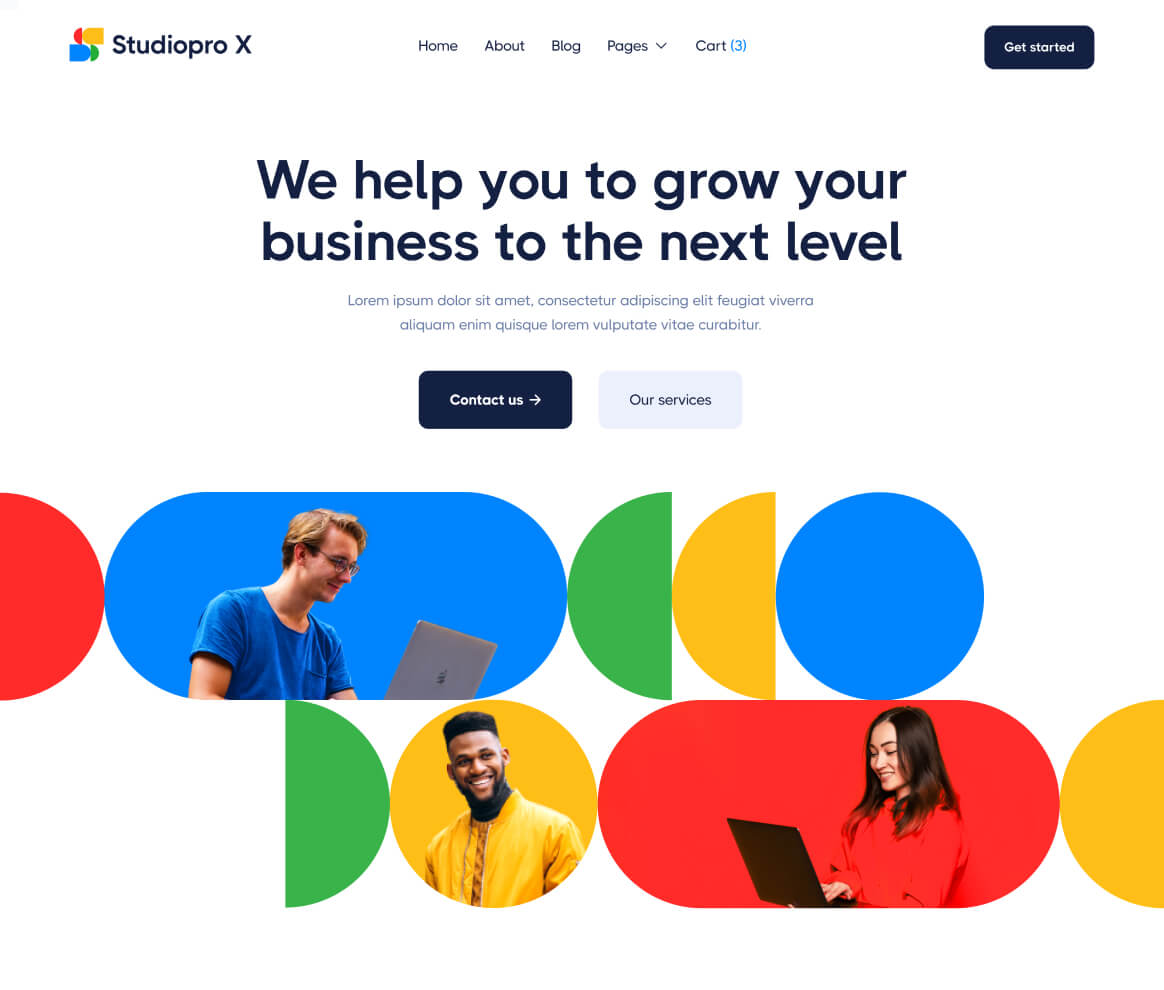 Studiopro X
Home About Blog Pages Cart (3)
Get started
We help you to grow your
business to the next level
Lorem ipsum dolor sit amet, consectetur adipiscing elit feugiat viverra
aliquam enim quisque lorem vulputate vitae curabitur.
Contact us →
Our services